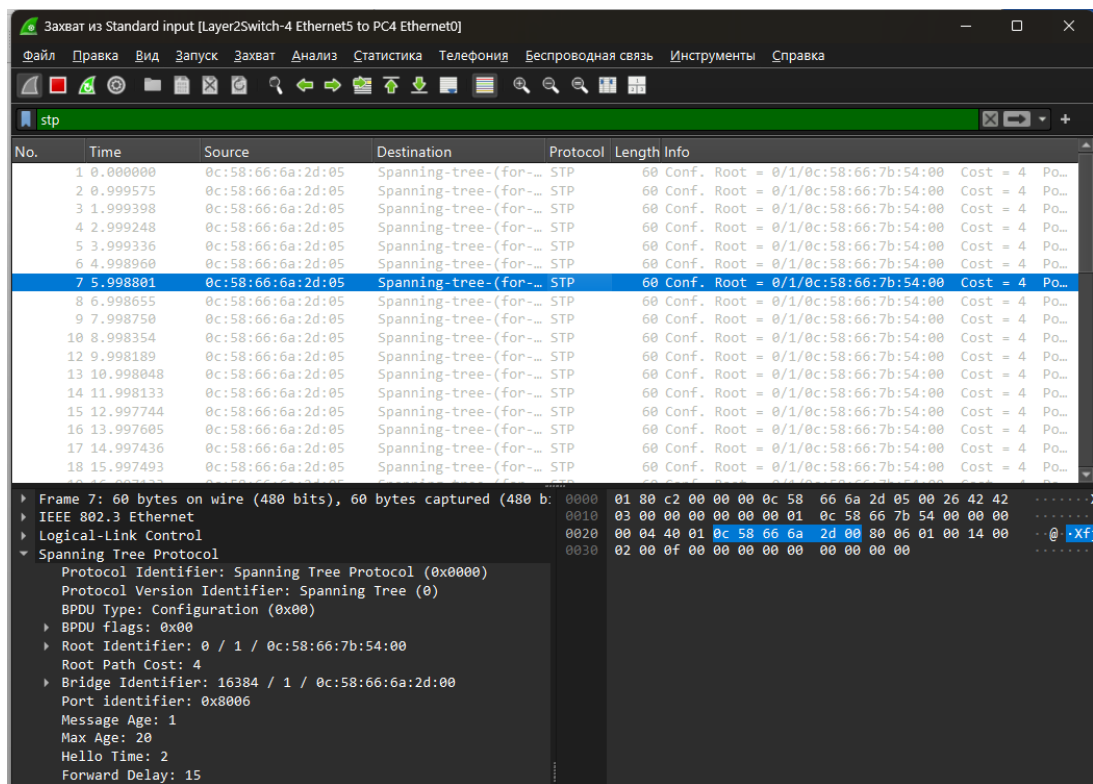 Захват из Standard input [Layer2Switch-4 Ethernet5 to PC4 Ethernet0]
Файл Правка Вид Запуск Захват Анализ Статистика Телефония Беспроводная связь Инструменты Справка
stp
No. Time Source Destination Protocol Length Info
1 0.000000 0c:58:66:6a:2d:05 Spanning-tree-(for-… STP 60 Conf. Root = 0/1/0c:58:66:7b:54:00 Cost = 4 Po…
2 0.999575 0c:58:66:6a:2d:05 Spanning-tree-(for-… STP 60 Conf. Root = 0/1/0c:58:66:7b:54:00 Cost = 4 Po…
3 1.999398 0c:58:66:6a:2d:05 Spanning-tree-(for-… STP 60 Conf. Root = 0/1/0c:58:66:7b:54:00 Cost = 4 Po…
4 2.999248 0c:58:66:6a:2d:05 Spanning-tree-(for-… STP 60 Conf. Root = 0/1/0c:58:66:7b:54:00 Cost = 4 Po…
5 3.999336 0c:58:66:6a:2d:05 Spanning-tree-(for-… STP 60 Conf. Root = 0/1/0c:58:66:7b:54:00 Cost = 4 Po…
6 4.998960 0c:58:66:6a:2d:05 Spanning-tree-(for-… STP 60 Conf. Root = 0/1/0c:58:66:7b:54:00 Cost = 4 Po…
7 5.998801 0c:58:66:6a:2d:05 Spanning-tree-(for-… STP 60 Conf. Root = 0/1/0c:58:66:7b:54:00 Cost = 4 Po…
8 6.998655 0c:58:66:6a:2d:05 Spanning-tree-(for-… STP 60 Conf. Root = 0/1/0c:58:66:7b:54:00 Cost = 4 Po…
9 7.998750 0c:58:66:6a:2d:05 Spanning-tree-(for-… STP 60 Conf. Root = 0/1/0c:58:66:7b:54:00 Cost = 4 Po…
10 8.998354 0c:58:66:6a:2d:05 Spanning-tree-(for-… STP 60 Conf. Root = 0/1/0c:58:66:7b:54:00 Cost = 4 Po…
12 9.998189 0c:58:66:6a:2d:05 Spanning-tree-(for-… STP 60 Conf. Root = 0/1/0c:58:66:7b:54:00 Cost = 4 Po…
13 10.998048 0c:58:66:6a:2d:05 Spanning-tree-(for-… STP 60 Conf. Root = 0/1/0c:58:66:7b:54:00 Cost = 4 Po…
14 11.998133 0c:58:66:6a:2d:05 Spanning-tree-(for-… STP 60 Conf. Root = 0/1/0c:58:66:7b:54:00 Cost = 4 Po…
15 12.997744 0c:58:66:6a:2d:05 Spanning-tree-(for-… STP 60 Conf. Root = 0/1/0c:58:66:7b:54:00 Cost = 4 Po…
16 13.997605 0c:58:66:6a:2d:05 Spanning-tree-(for-… STP 60 Conf. Root = 0/1/0c:58:66:7b:54:00 Cost = 4 Po…
17 14.997436 0c:58:66:6a:2d:05 Spanning-tree-(for-… STP 60 Conf. Root = 0/1/0c:58:66:7b:54:00 Cost = 4 Po…
18 15.997493 0c:58:66:6a:2d:05 Spanning-tree-(for-… STP 60 Conf. Root = 0/1/0c:58:66:7b:54:00 Cost = 4 Po…
Frame 7: 60 bytes on wire (480 bits), 60 bytes captured (480 b
IEEE 802.3 Ethernet
Logical-Link Control
Spanning Tree Protocol
Protocol Identifier: Spanning Tree Protocol (0x0000)
Protocol Version Identifier: Spanning Tree (0)
BPDU Type: Configuration (0x00)
BPDU flags: 0x00
Root Identifier: 0 / 1 / 0c:58:66:7b:54:00
Root Path Cost: 4
Bridge Identifier: 16384 / 1 / 0c:58:66:6a:2d:00
Port identifier: 0x8006
Message Age: 1
Max Age: 20
Hello Time: 2
Forward Delay: 15
0000 01 80 c2 00 00 00 0c 58 66 6a 2d 05 00 26 42 42 ·······X
0010 03 00 00 00 00 00 00 01 0c 58 66 7b 54 00 00 00 ········
0020 00 04 40 01 0c 58 66 6a 2d 00 80 06 01 00 14 00 ··@··Xf
0030 02 00 0f 00 00 00 00 00 00 00 00 00 ········